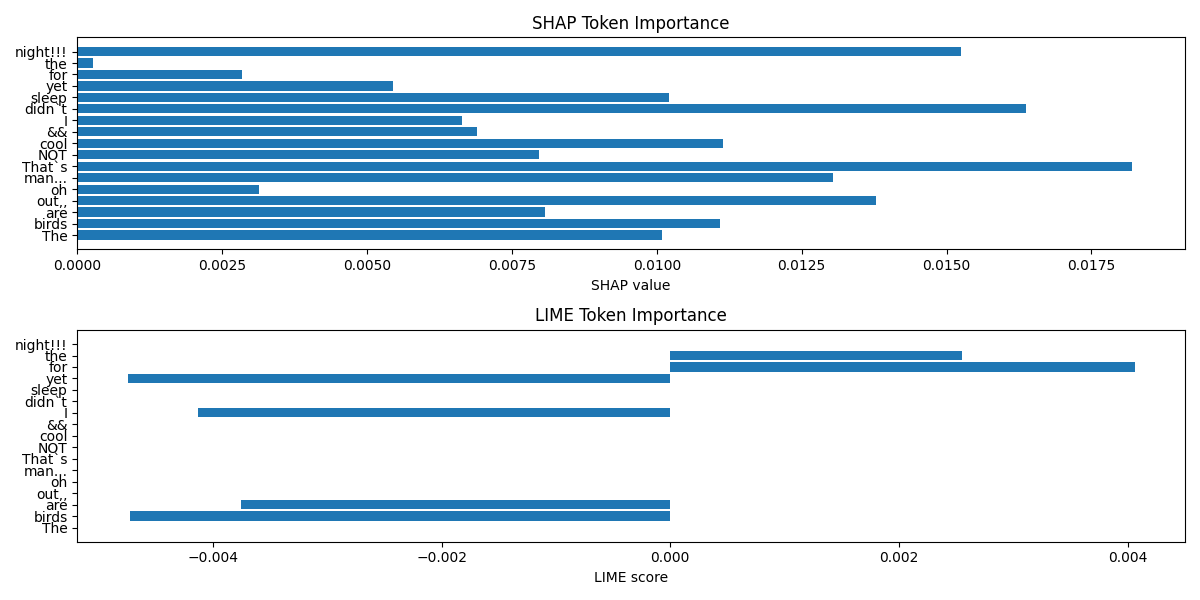 SHAP Token Importance
night!!!
the
for
yet
sleep
didn`t
I
&&
cool
NOT
That`s
man...
oh
out,,
are
birds
The
0.0000 0.0025 0.0050 0.0075 0.0100 0.0125 0.0150 0.0175
SHAP value
LIME Token Importance
night!!!
the
for
yet
sleep
didn`t
I
&&
cool
NOT
That`s
man...
oh
out,,
are
birds
The
−0.004 −0.002 0.000 0.002 0.004
LIME score